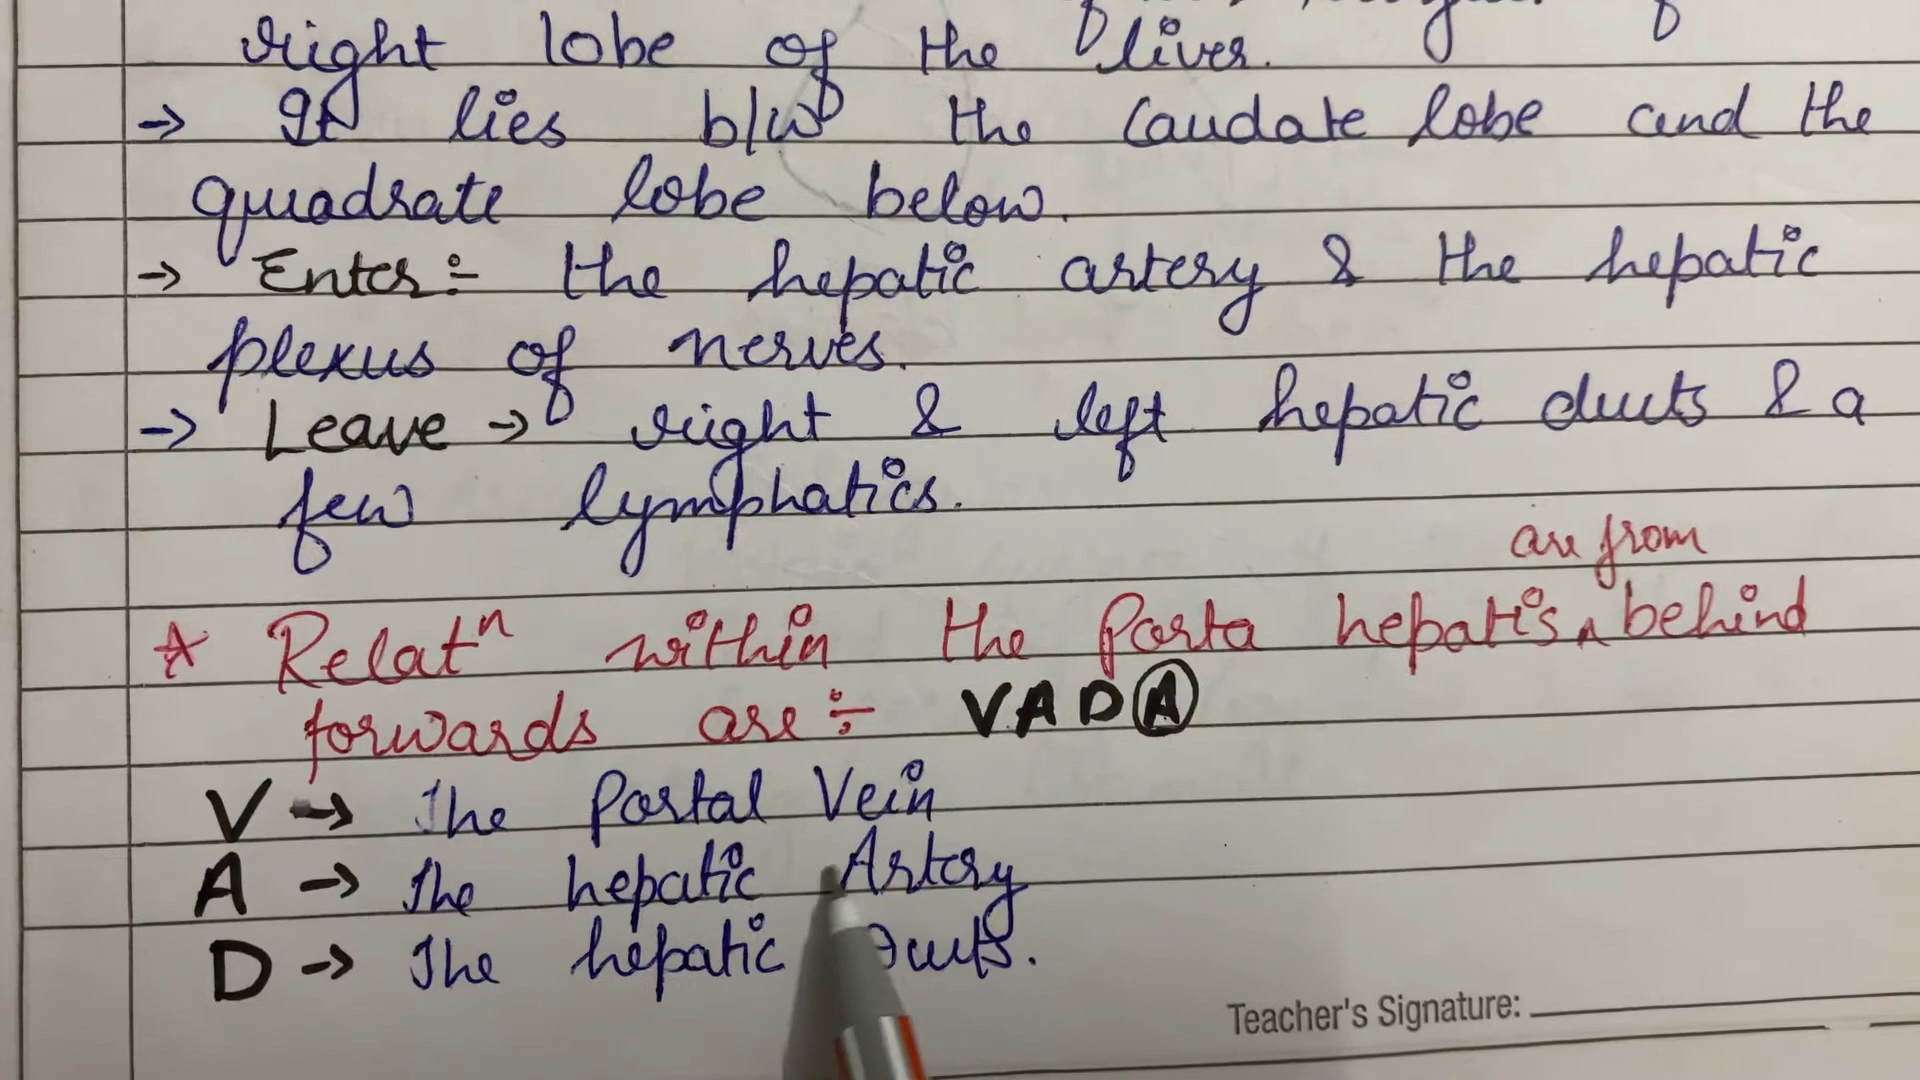 right lobe of the liver.
→ It lies b/w the Caudate lobe and the
quadrate lobe below.
→ Enter÷ the hepatic artery & the hepatic
plexus of nerves.
→ Leave → right & left hepatic ducts & a
few lymphatics.
are from
☆ Relatⁿ within the Porta hepatis ∧ behind
forwards are÷ VADⒶ
V → The Portal Vein
A → The hepatic Artery
D → The hepatic Ducts.
Teacher's Signature: